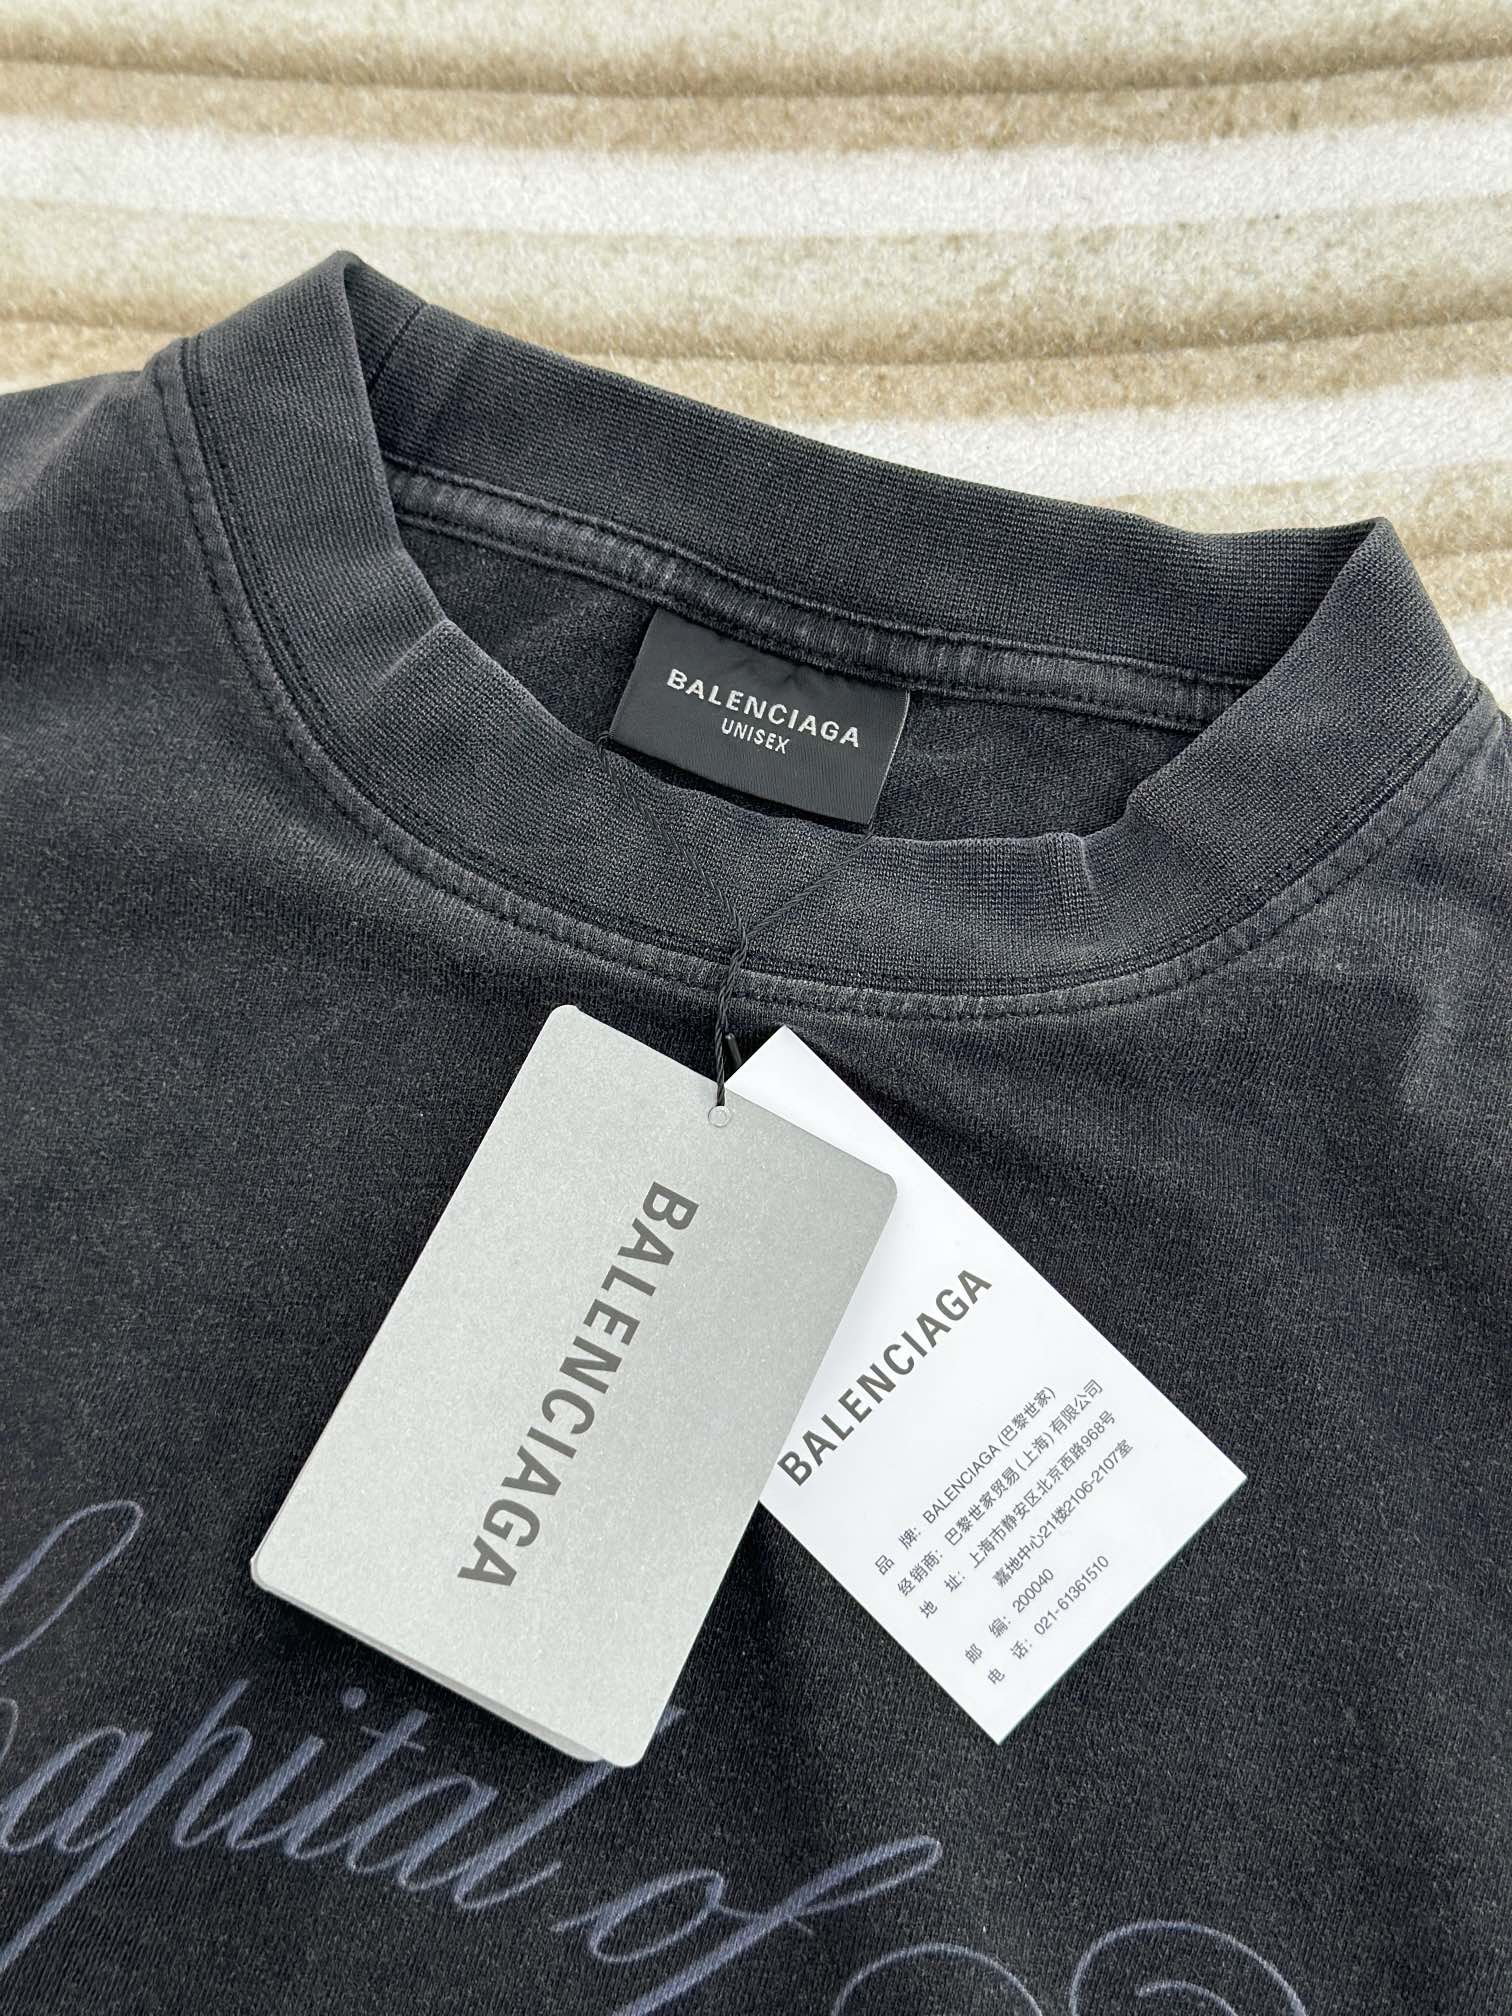 BALENCIAGA
UNISEX
BALENCIAGA
BALENCIAGA
品 牌: BALENCIAGA (巴黎世家)
经销商: 巴黎世家贸易 (上海) 有限公司
地 址: 上海市静安区北京西路968号
嘉地中心21楼2106-2107室
邮 编: 200040
电 话: 021-61361510
Capital of